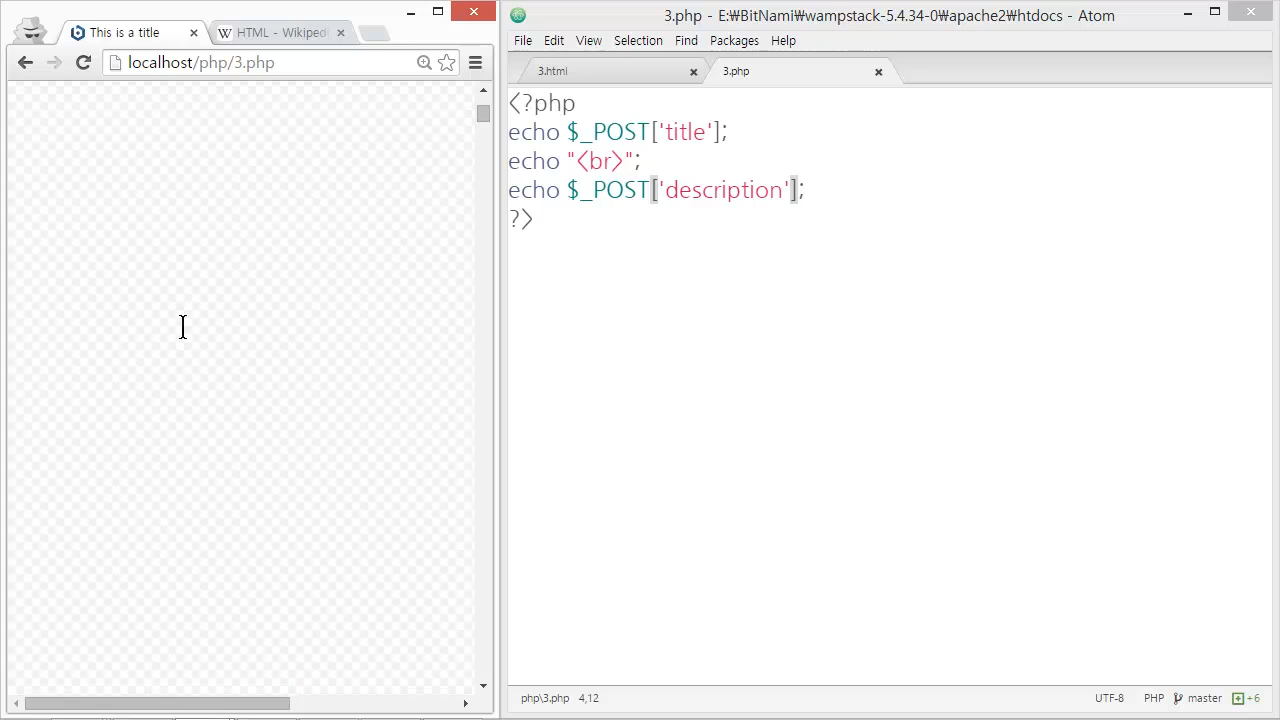 This is a title
HTML - Wikiped
localhost/php/3.php
3.php - E:₩BitNami₩wampstack-5.4.34-0₩apache2₩htdocs - Atom
File Edit View Selection Find Packages Help
3.html
3.php
<?php
echo $_POST['title'];
echo "<br>";
echo $_POST['description'];
?>
php\3.php 4,12
UTF-8 PHP master +6